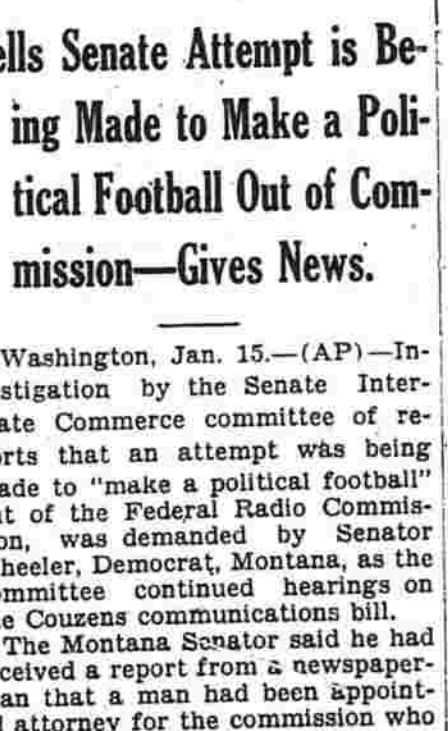 ells Senate Attempt is Be-
ing Made to Make a Poli-
tical Football Out of Com-
mission—Gives News.
Washington, Jan. 15.—(AP)—In-
stigation by the Senate Inter-
ate Commerce committee of re-
orts that an attempt was being
ade to "make a political football"
t of the Federal Radio Commis-
on, was demanded by Senator
heeler, Democrat, Montana, as the
mmittee continued hearings on
e Couzens communications bill.
The Montana Senator said he had
ceived a report from a newspaper-
an that a man had been appoint-
d attorney for the commission who